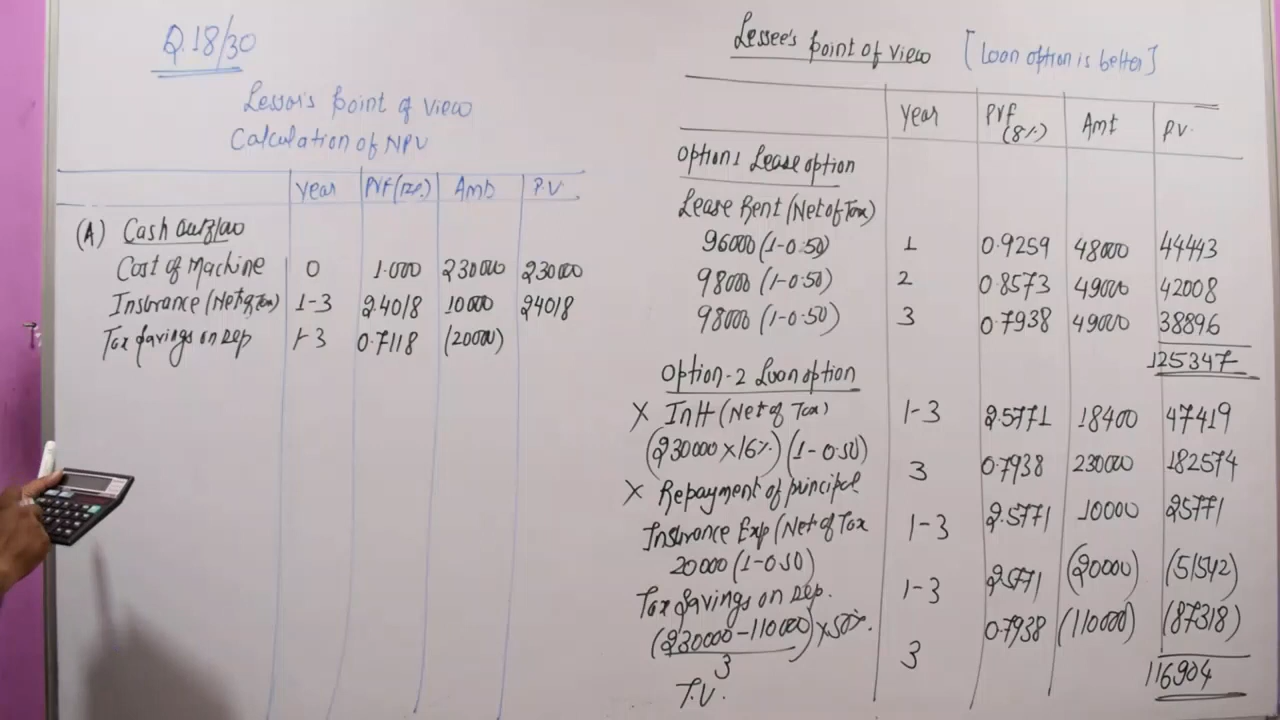 Q.18/30
Lessor's point of view
Calculation of NPV
Year PVF(12%) Amt P.V
(A) Cash outflow
Cost of Machine 0 1.000 230000 230000
Insurance (Net of Tax) 1-3 2.4018 10000 24018
Tax Savings on Dep 1-3 0.7118 (20000)
Lessee's point of view [Loan option is better]
Year PVF (8%) Amt P.V.
Option 1 Lease option
Lease Rent (Net of Tax)
96000 (1-0.50) 1 0.9259 48000 44443
98000 (1-0.50) 2 0.8573 49000 42008
98000 (1-0.50) 3 0.7938 49000 38896
125347
Option-2 Loan option
X Intt (Net of Tax) 1-3 2.5771 18400 47419
(230000 X 16%) (1-0.50)
X Repayment of principal 3 0.7938 230000 182574
Insurance Exp (Net of Tax 1-3 2.5771 10000 25771
20000 (1-0.50)
Tax Savings on Dep. 1-3 2.5771 (20000) (51542)
(230000-110000) X 50%.
3
T.V. 3 0.7938 (110000) (87318)
116904